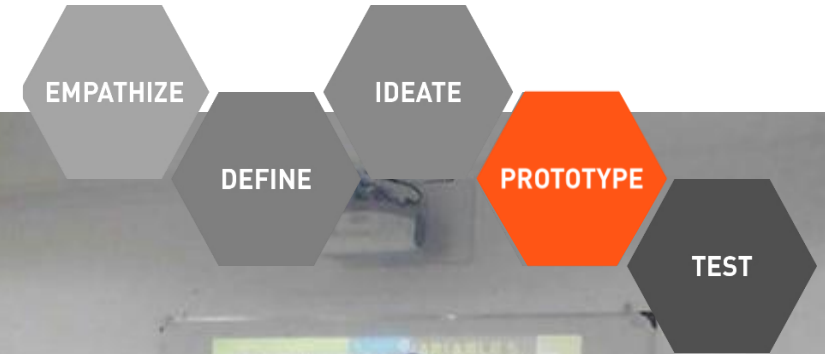 EMPATHIZE
DEFINE
IDEATE
PROTOTYPE
TEST